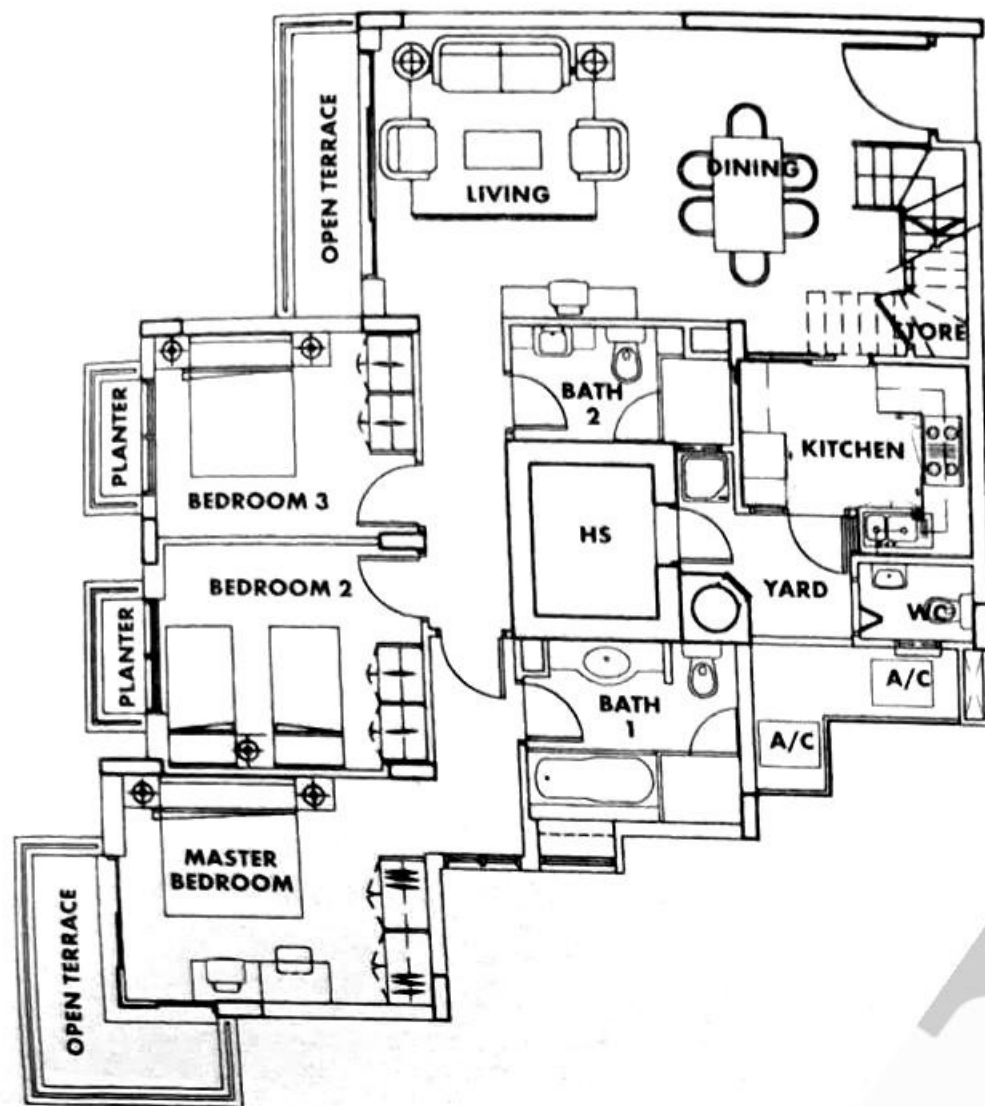 OPEN TERRACE
LIVING
DINING
STORE
PLANTER
BEDROOM 3
BATH
2
KITCHEN
HS
BEDROOM 2
YARD
WC
PLANTER
BATH
1
A/C
A/C
MASTER
BEDROOM
OPEN TERRACE